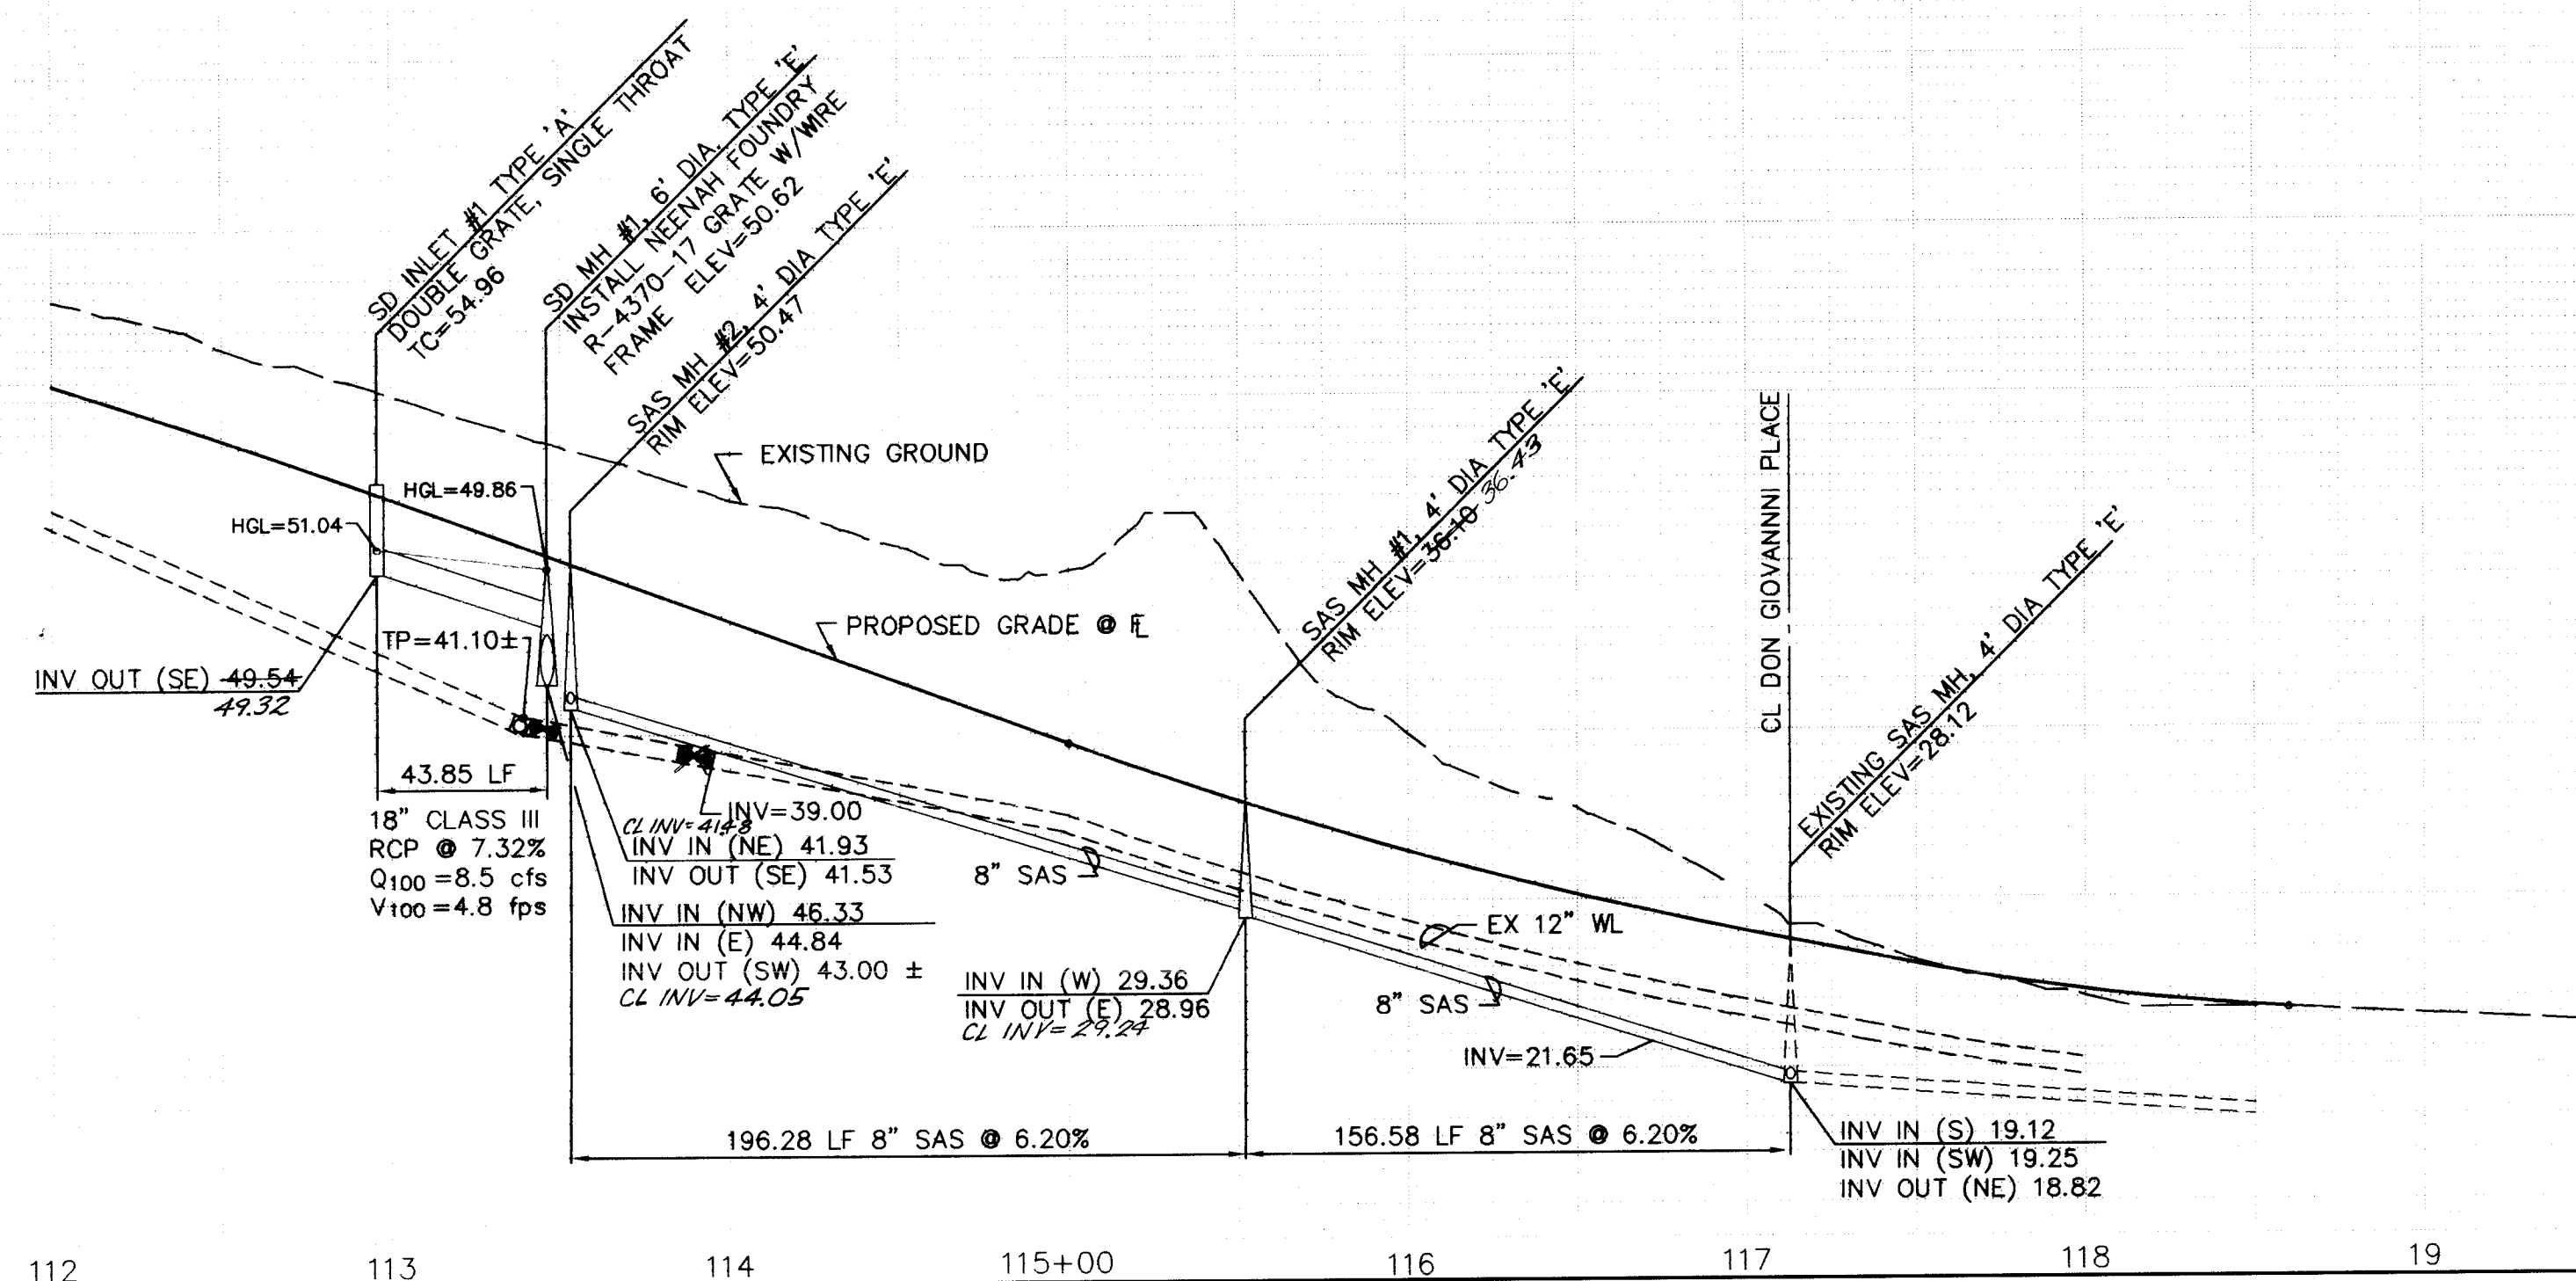 SD INLET #1 TYPE 'A'
DOUBLE GRATE, SINGLE THROAT
TC=54.96
SD MH #1, 6' DIA. TYPE 'E'
INSTALL NEENAH FOUNDRY
R-4370-17 GRATE W/WIRE
FRAME ELEV=50.62
SAS MH #2, 4' DIA TYPE 'E'
RIM ELEV=50.47
EXISTING GROUND
HGL=49.86
HGL=51.04
SAS MH #1, 4' DIA TYPE 'E'
RIM ELEV=36.10 36.43
CL DON GIOVANNI PLACE
EXISTING SAS MH, 4' DIA TYPE 'E'
RIM ELEV=28.12
PROPOSED GRADE @ FL
TP=41.10±
INV OUT (SE) 49.54
49.32
43.85 LF
18" CLASS III
RCP @ 7.32%
Q100=8.5 cfs
V100=4.8 fps
INV=39.00
CL INV=41.48
INV IN (NE) 41.93
INV OUT (SE) 41.53
INV IN (NW) 46.33
INV IN (E) 44.84
INV OUT (SW) 43.00 ±
CL INV=44.05
8" SAS
EX 12" WL
INV IN (W) 29.36
INV OUT (E) 28.96
CL INV=29.24
8" SAS
INV=21.65
196.28 LF 8" SAS @ 6.20%
156.58 LF 8" SAS @ 6.20%
INV IN (S) 19.12
INV IN (SW) 19.25
INV OUT (NE) 18.82
112 113 114 115+00 116 117 118 19